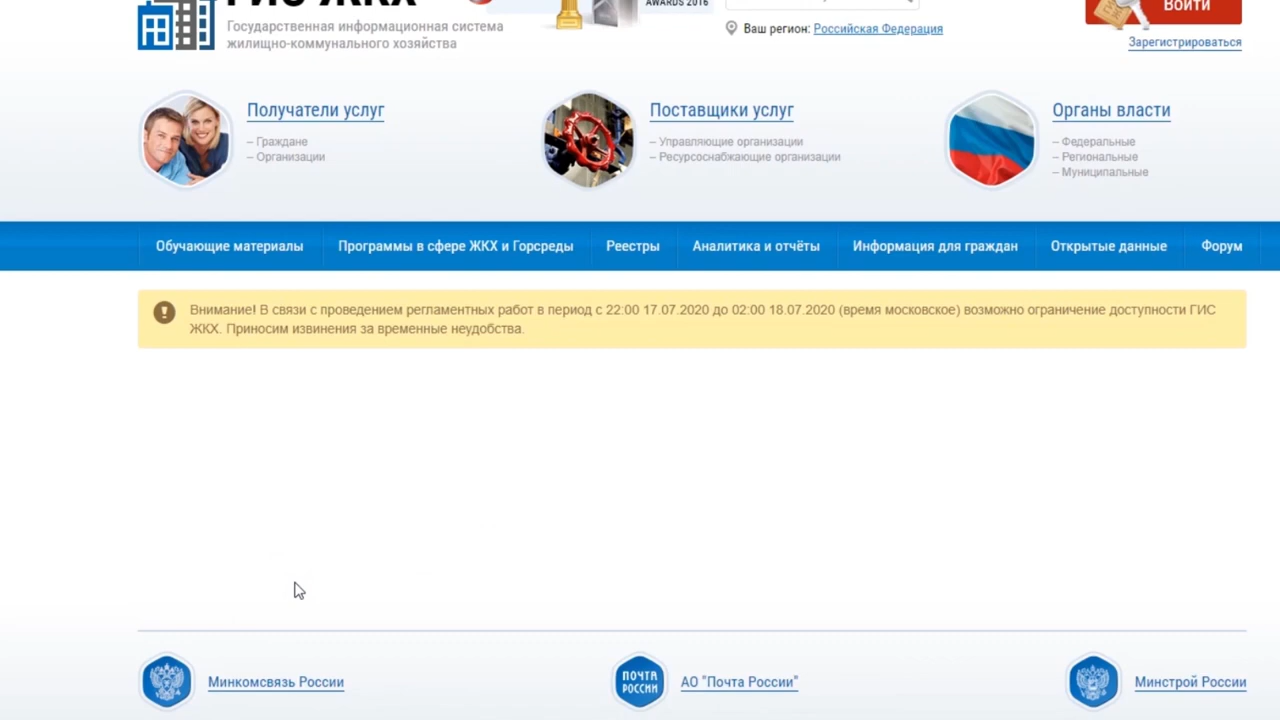 ГИС ЖКХ
Государственная информационная система
жилищно-коммунального хозяйства
AWARDS 2016
Ваш регион: Российская Федерация
Войти
Зарегистрироваться
Получатели услуг
– Граждане
– Организации
Поставщики услуг
– Управляющие организации
– Ресурсоснабжающие организации
Органы власти
– Федеральные
– Региональные
– Муниципальные
Обучающие материалы Программы в сфере ЖКХ и Горсреды Реестры Аналитика и отчёты Информация для граждан Открытые данные Форум
Внимание! В связи с проведением регламентных работ в период с 22:00 17.07.2020 до 02:00 18.07.2020 (время московское) возможно ограничение доступности ГИС
ЖКХ. Приносим извинения за временные неудобства.
Минкомсвязь России
ПОЧТА
РОССИИ
АО "Почта России"
Минстрой России